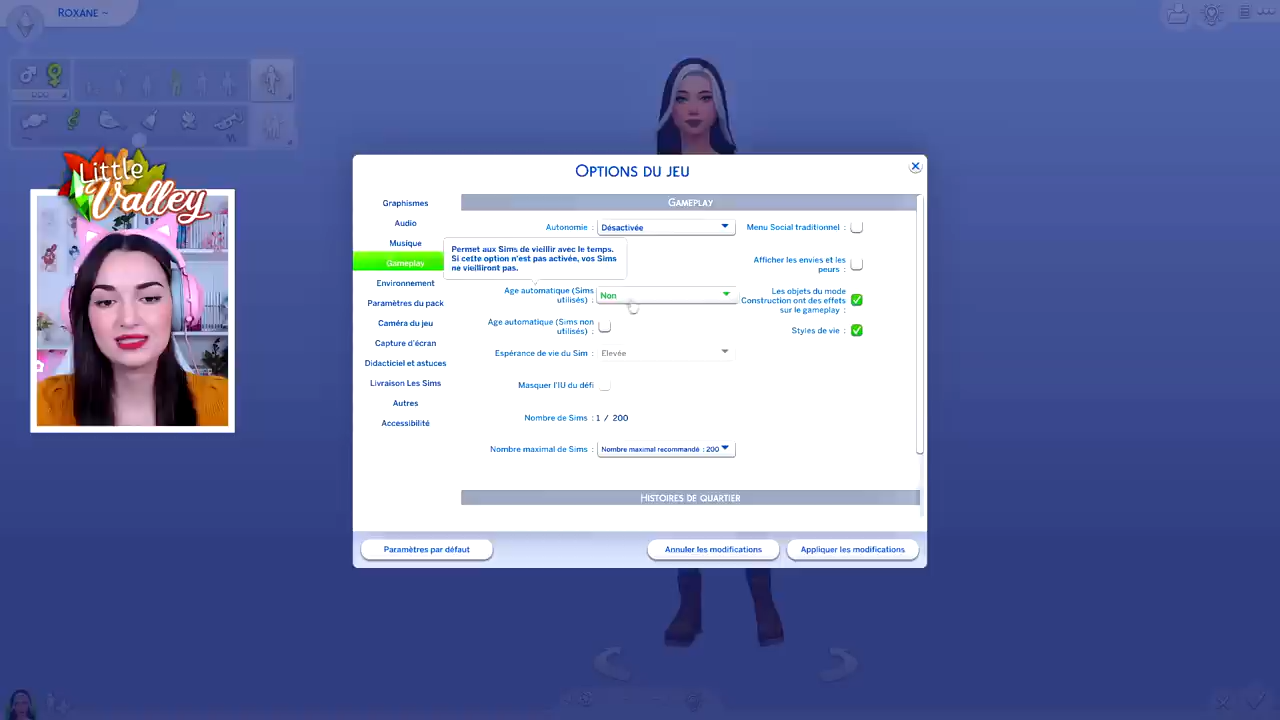 ROXANE ~
Little
Valley
OPTIONS DU JEU
Graphismes
Audio
Musique
Gameplay
Environnement
Paramètres du pack
Caméra du jeu
Capture d'écran
Didacticiel et astuces
Livraison Les Sims
Autres
Accessibilité
GAMEPLAY
Autonomie :
Désactivée
Permet aux Sims de vieillir avec le temps.
Si cette option n'est pas activée, vos Sims
ne vieilliront pas.
Age automatique (Sims
utilisés) :
Non
Age automatique (Sims non
utilisés) :
Espérance de vie du Sim :
Elevée
Masquer l'IU du défi
Nombre de Sims :
1 / 200
Nombre maximal de Sims :
Nombre maximal recommandé : 200
Menu Social traditionnel :
Afficher les envies et les
peurs :
Les objets du mode
Construction ont des effets
sur le gameplay :
Styles de vie :
HISTOIRES DE QUARTIER
Paramètres par défaut
Annuler les modifications
Appliquer les modifications